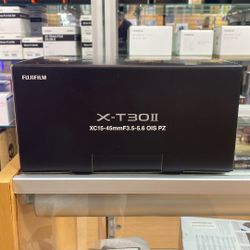 FUJIFILM
X-T30II
XC15-45mmF3.5-5.6 OIS PZ